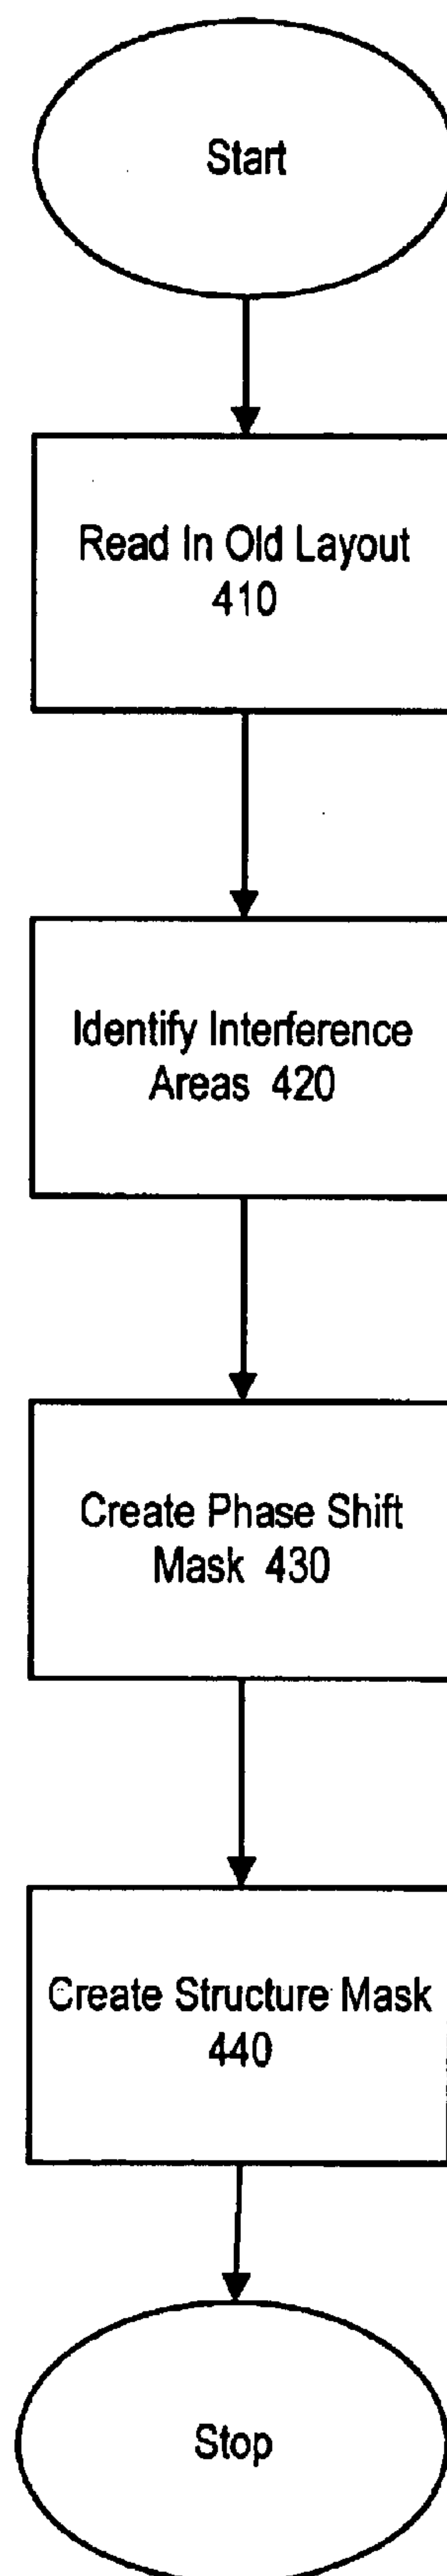 Start
Read In Old Layout
410
Identify Interference
Areas 420
Create Phase Shift
Mask 430
Create Structure Mask
440
Stop